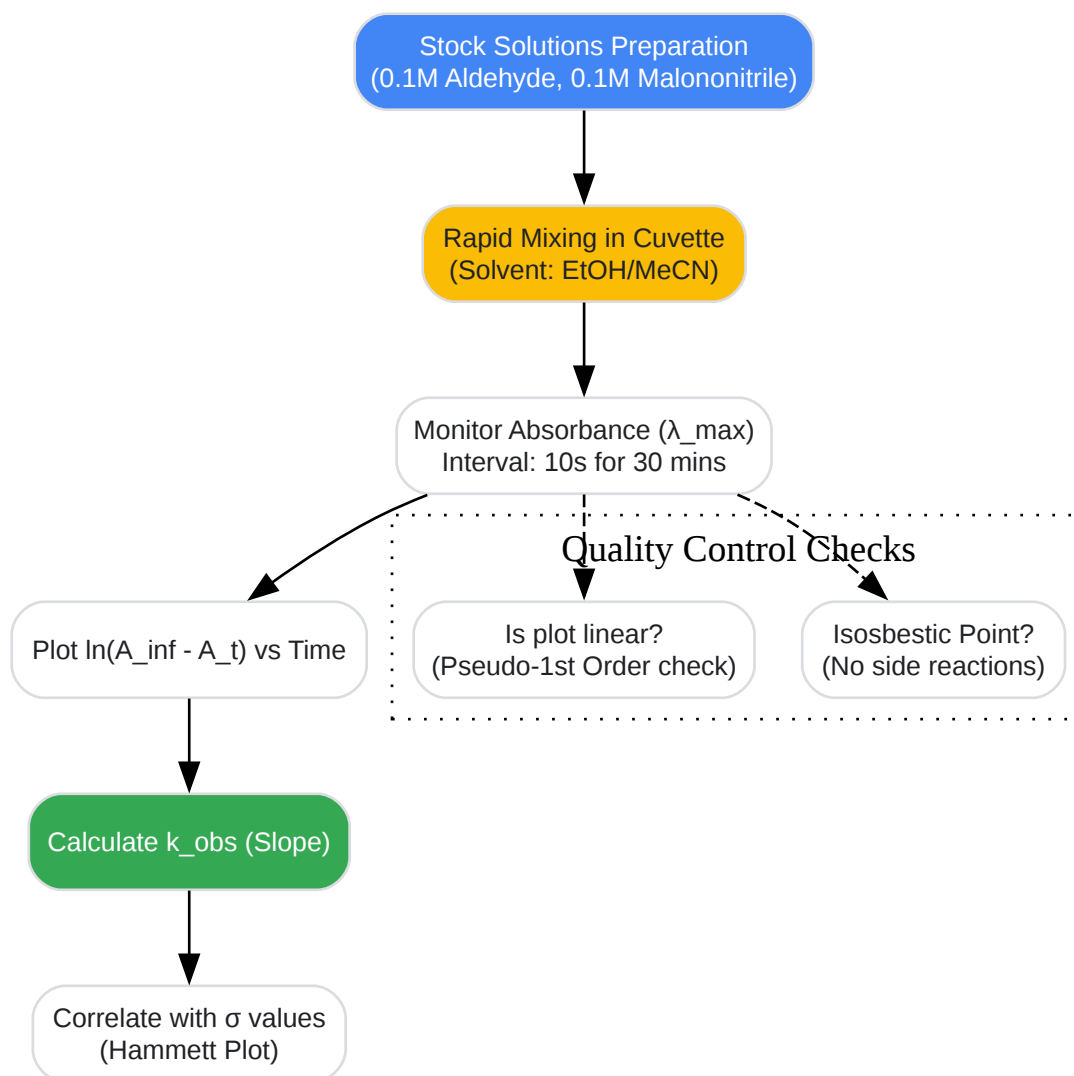 Stock Solutions Preparation
(0.1M Aldehyde, 0.1M Malononitrile)
Rapid Mixing in Cuvette
(Solvent: EtOH/MeCN)
Monitor Absorbance (λ_max)
Interval: 10s for 30 mins
Quality Control Checks
Plot ln(A_inf - A_t) vs Time
Is plot linear?
(Pseudo-1st Order check)
Isosbestic Point?
(No side reactions)
Calculate k_obs (Slope)
Correlate with σ values
(Hammett Plot)